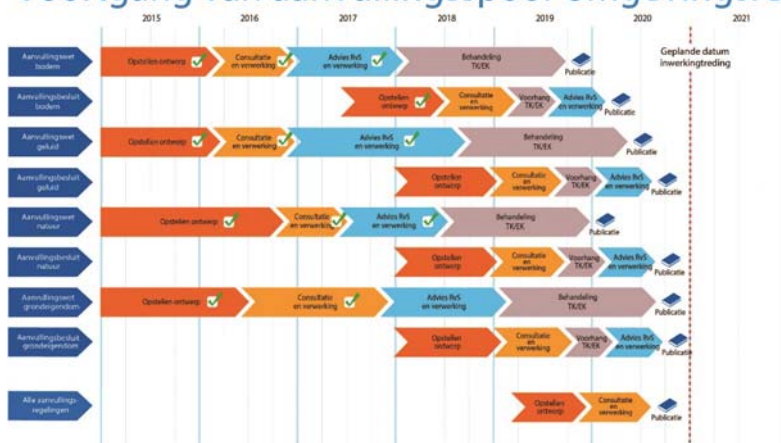 Voortgang van aanvullingsspoor Omgevingsre
2015 2016 2017 2018 2019 2020 2021
Geplande datum
inwerkingtreding
Aanvullingswet
bodem
Opstellen ontwerp
Consultatie
en verwerking
Advies RvS
en verwerking
Behandeling
TK/EK
Publicatie
Aanvullingsbesluit
bodem
Opstellen
ontwerp
Consultatie
en
verwerking
Voorhang
TK/EK
Advies RvS
en verwerking
Publicatie
Aanvullingswet
geluid
Opstellen ontwerp
Consultatie
en verwerking
Advies RvS
en verwerking
Behandeling
TK/EK
Publicatie
Aanvullingsbesluit
geluid
Opstellen
ontwerp
Consultatie
en
verwerking
Voorhang
TK/EK
Advies RvS
en verwerking
Publicatie
Aanvullingswet
natuur
Opstellen ontwerp
Consultatie
en verwerking
Advies RvS
en verwerking
Behandeling
TK/EK
Publicatie
Aanvullingsbesluit
natuur
Opstellen
ontwerp
Consultatie
en
verwerking
Voorhang
TK/EK
Advies RvS
en verwerking
Publicatie
Aanvullingswet
grondeigendom
Opstellen ontwerp
Consultatie
en verwerking
Advies RvS
en verwerking
Behandeling
TK/EK
Publicatie
Aanvullingsbesluit
grondeigendom
Opstellen
ontwerp
Consultatie
en
verwerking
Voorhang
TK/EK
Advies RvS
en verwerking
Publicatie
Alle aanvullings-
regelingen
Opstellen
ontwerp
Consultatie
en
verwerking
Publicatie